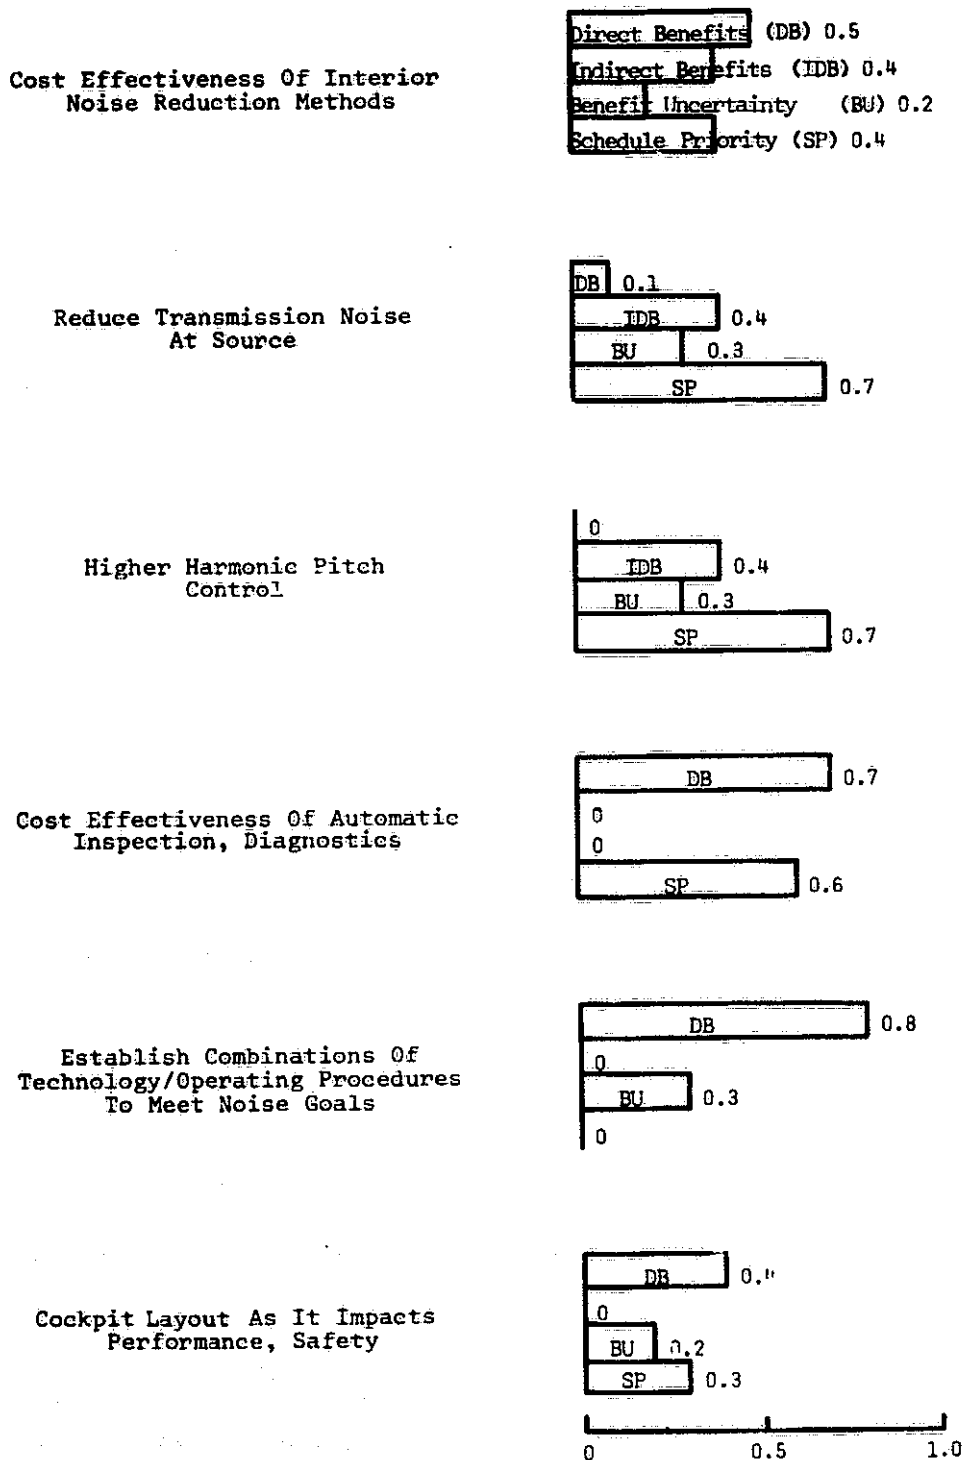 Cost Effectiveness Of Interior
Noise Reduction Methods
Direct Benefits (DB) 0.5
Indirect Benefits (IDB) 0.4
Benefit Uncertainty (BU) 0.2
Schedule Priority (SP) 0.4
Reduce Transmission Noise
At Source
DB 0.1
IDB 0.4
BU 0.3
SP 0.7
Higher Harmonic Pitch
Control
0
IDB 0.4
BU 0.3
SP 0.7
Cost Effectiveness Of Automatic
Inspection, Diagnostics
DB 0.7
0
0
SP 0.6
Establish Combinations Of
Technology/Operating Procedures
To Meet Noise Goals
DB 0.8
0
BU 0.3
0
Cockpit Layout As It Impacts
Performance, Safety
DB
0
BU 0.2
SP 0.3
0 0.5 1.0